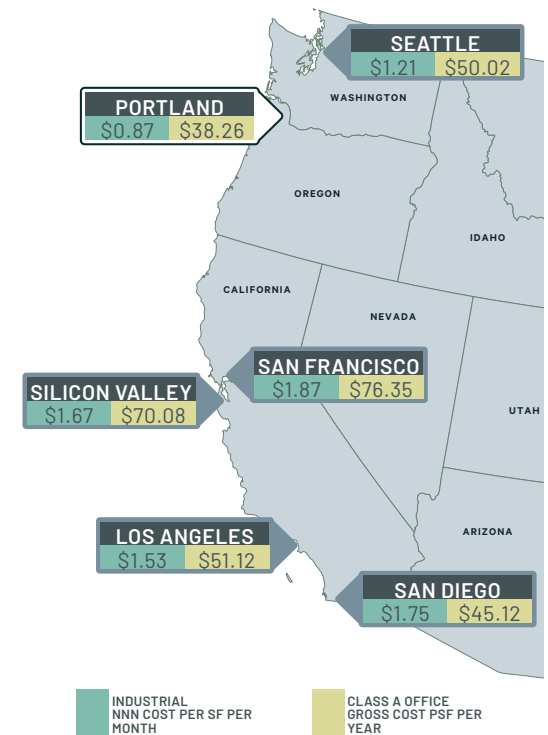 SEATTLE
$1.21 $50.02
WASHINGTON
PORTLAND
$0.87 $38.26
OREGON
IDAHO
CALIFORNIA
NEVADA
SAN FRANCISCO
$1.87 $76.35
SILICON VALLEY
$1.67 $70.08
UTAH
LOS ANGELES
$1.53 $51.12
ARIZONA
SAN DIEGO
$1.75 $45.12
INDUSTRIAL
NNN COST PER SF PER
MONTH
CLASS A OFFICE
GROSS COST PSF PER
YEAR